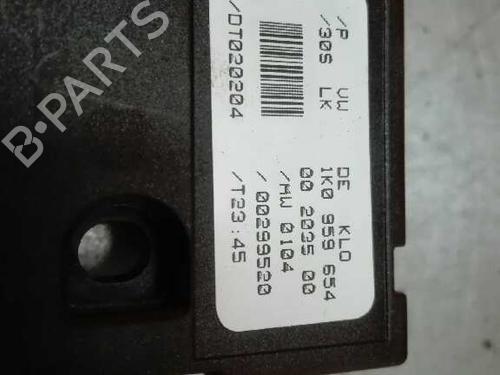 /P VW
/30S LK
/DT020204
DE KLO
1K0 959 654
00 2035 00
/MW 0104
/ 00299520
/T23:45
B-PARTS